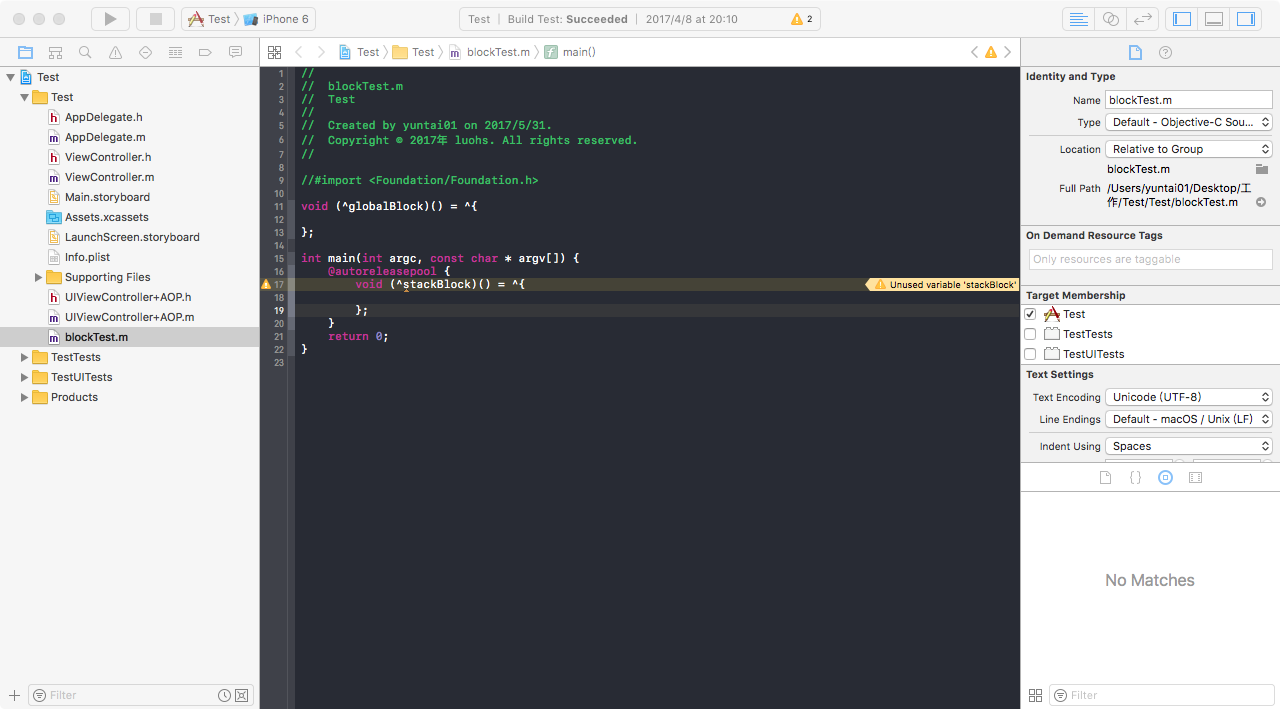 Test 〉 iPhone 6
Test | Build Test: Succeeded | 2017/4/8 at 20:10
2
Test 〉 Test 〉 blockTest.m 〉 main()
Test
Test
AppDelegate.h
AppDelegate.m
ViewController.h
ViewController.m
Main.storyboard
Assets.xcassets
LaunchScreen.storyboard
Info.plist
Supporting Files
UIViewController+AOP.h
UIViewController+AOP.m
blockTest.m
TestTests
TestUITests
Products
Filter
1 //
2 //  blockTest.m
3 //  Test
4 //
5 //  Created by yuntai01 on 2017/5/31.
6 //  Copyright © 2017年 luohs. All rights reserved.
7 //
8
9 //#import <Foundation/Foundation.h>
10
11 void (^globalBlock)() = ^{
12
13 };
14
15 int main(int argc, const char * argv[]) {
16     @autoreleasepool {
17         void (^stackBlock)() = ^{
Unused variable 'stackBlock'
18
19         };
20     }
21     return 0;
22 }
23
Identity and Type
Name blockTest.m
Type Default - Objective-C Sou...
Location Relative to Group
blockTest.m
Full Path /Users/yuntai01/Desktop/工
作/Test/Test/blockTest.m
On Demand Resource Tags
Only resources are taggable
Target Membership
Test
TestTests
TestUITests
Text Settings
Text Encoding Unicode (UTF-8)
Line Endings Default - macOS / Unix (LF)
Indent Using Spaces
{}
No Matches
Filter